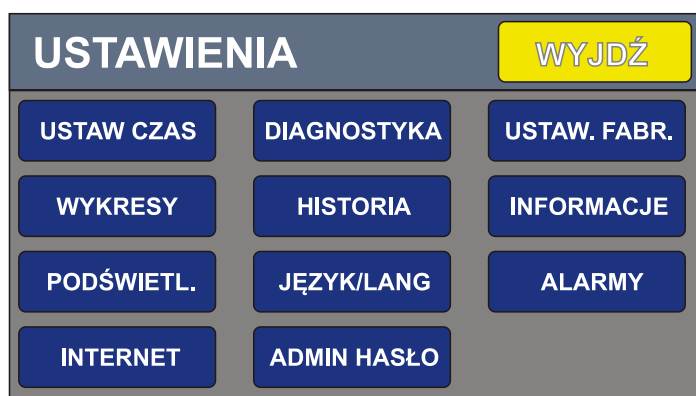 USTAWIENIA WYJDŹ
USTAW CZAS DIAGNOSTYKA USTAW. FABR.
WYKRESY HISTORIA INFORMACJE
PODŚWIETL. JĘZYK/LANG ALARMY
INTERNET ADMIN HASŁO